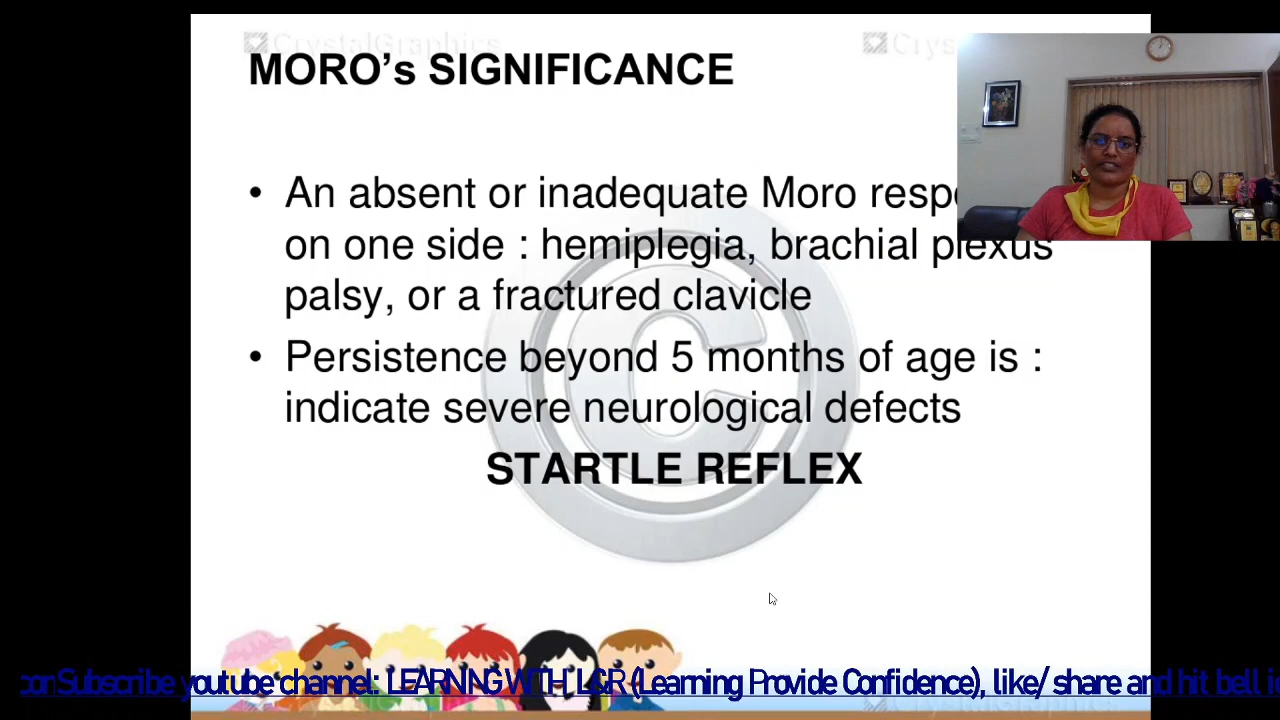 CrystalGraphics
MORO's SIGNIFICANCE
• An absent or inadequate Moro
on one side : hemiplegia, brachial plexus
palsy, or a fractured clavicle
• Persistence beyond 5 months of age is :
indicate severe neurological defects
STARTLE REFLEX
Subscribe youtube channel: LEARNING WITH L&R (Learning Provide Confidence), like/ share and hit bell